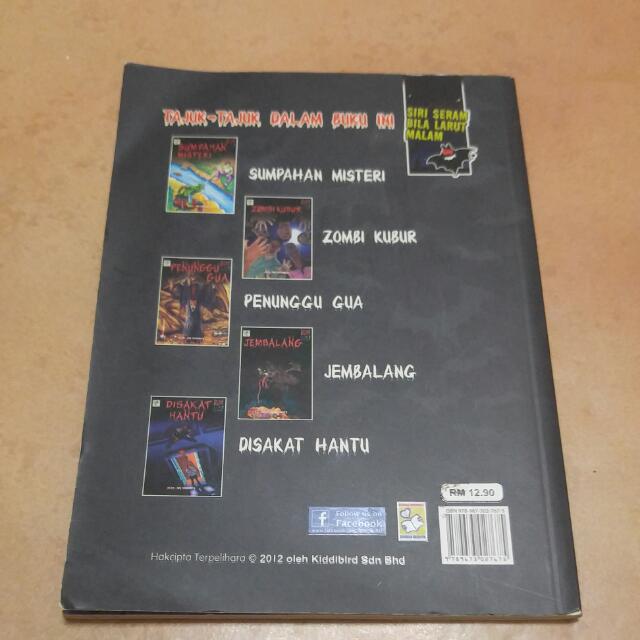 TAJUK-TAJUK DALAM BUKU INI
SIRI SERAM
BILA LARUT
MALAM
SUMPAHAN
MISTERI
SUMPAHAN MISTERI
ZOMBI KUBUR
ZOMBI KUBUR
PENUNGGU
GUA
PENUNGGU GUA
JEMBALANG
JEMBALANG
DISAKAT
HANTU
DISAKAT HANTU
RM 12.90
Follow us on
Facebook
Hakcipta Terpelihara © 2012 oleh Kiddibird Sdn Bhd